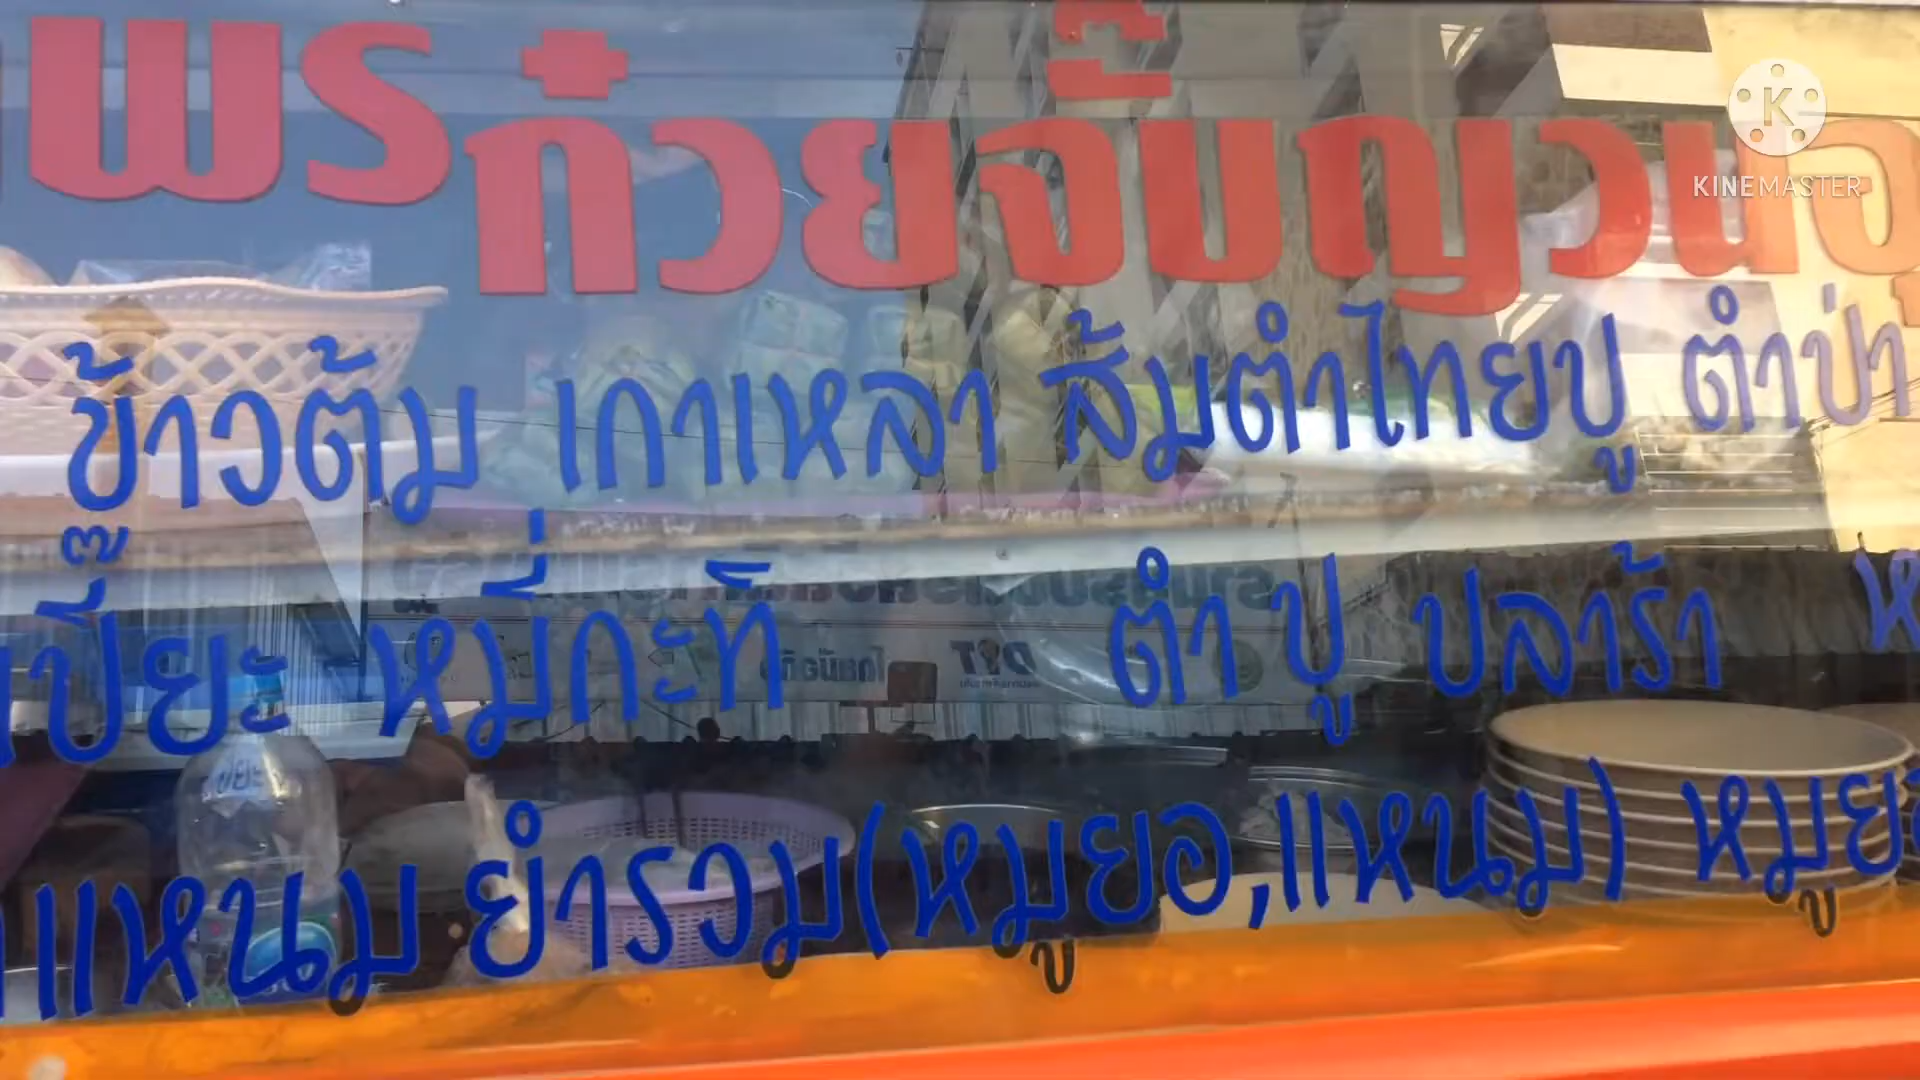 พร ก๋วยจั๊บญวนอุ
KINEMASTER
ข้าวต้ม เกาเหลา ส้มตำไทยปู ตำป่า
เปี๊ยะ หมี่กะทิ ตำ ปู ปลาร้า ห
แหนม ยำรวม(หมูยอ,แหนม) หมูยอ